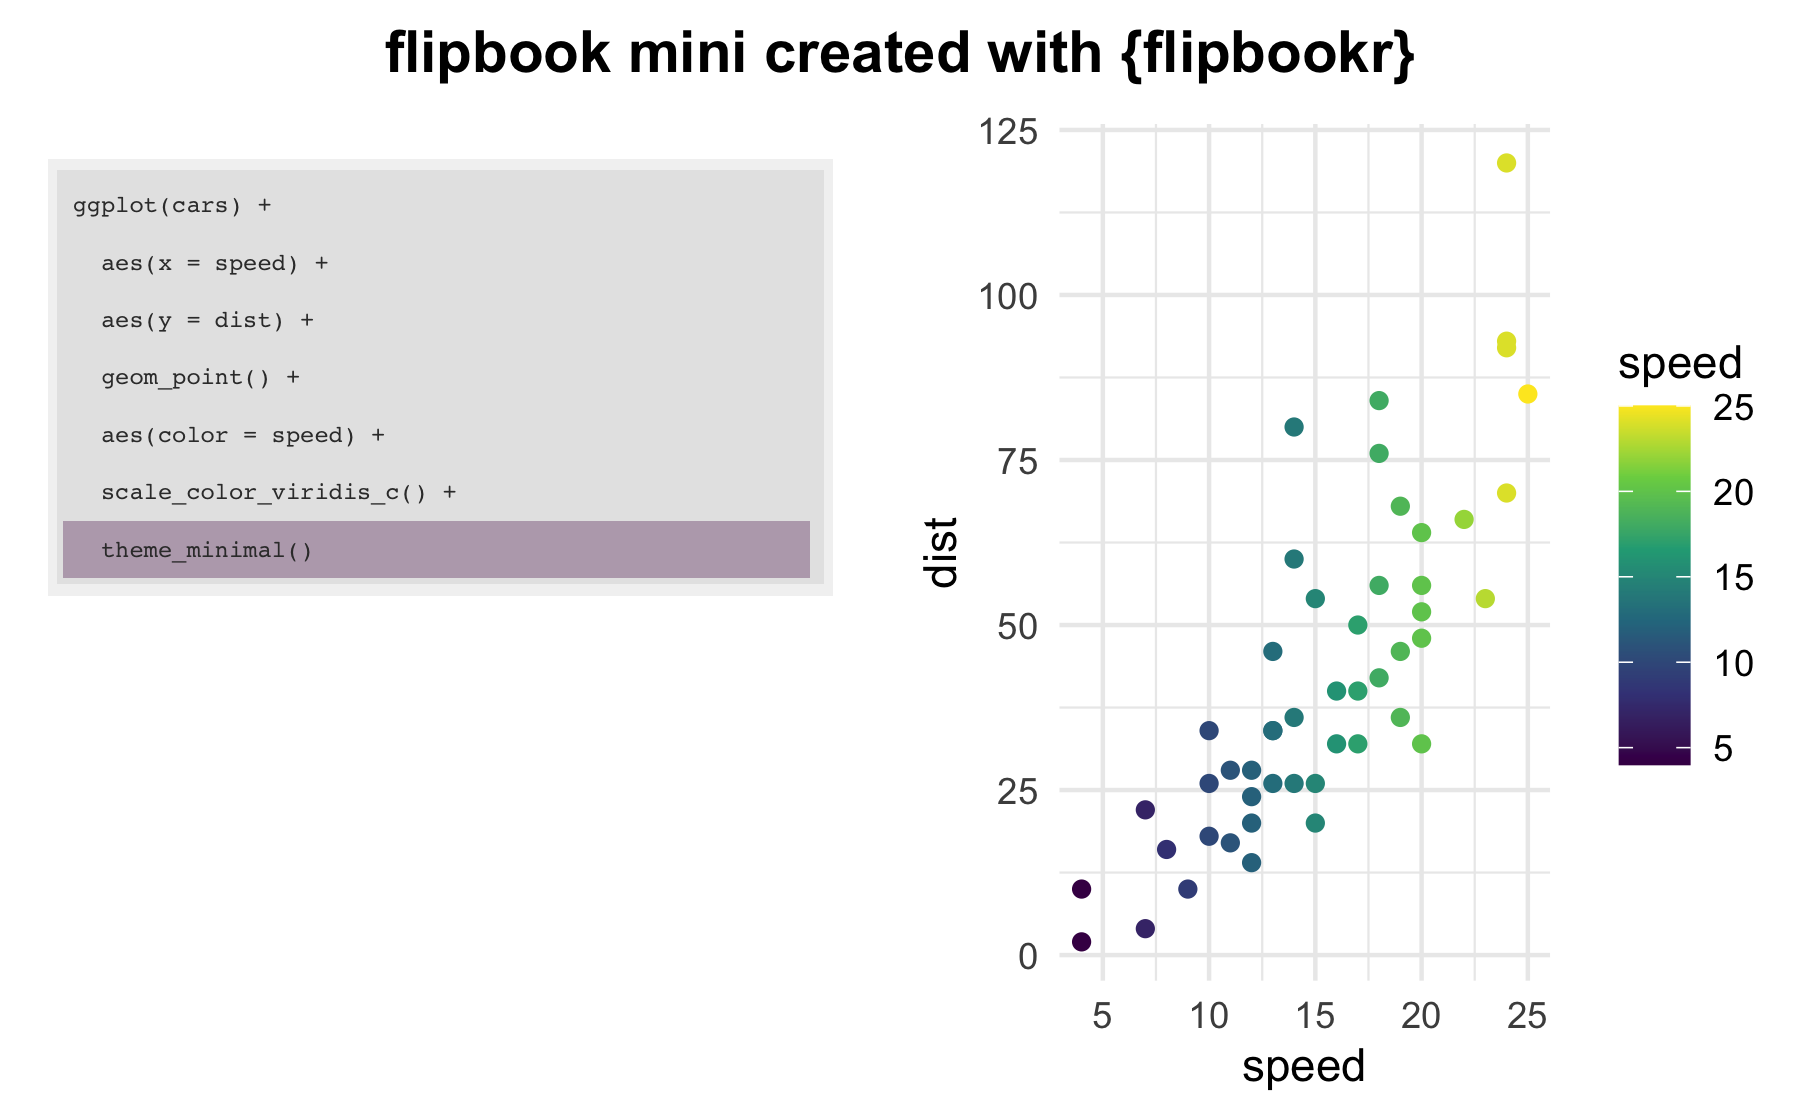 flipbook mini created with {flipbookr}
ggplot(cars) +
aes(x = speed) +
aes(y = dist) +
geom_point() +
aes(color = speed) +
scale_color_viridis_c() +
theme_minimal()
125
100
75
50
25
0
dist
5 10 15 20 25
speed
speed
25
20
15
10
5